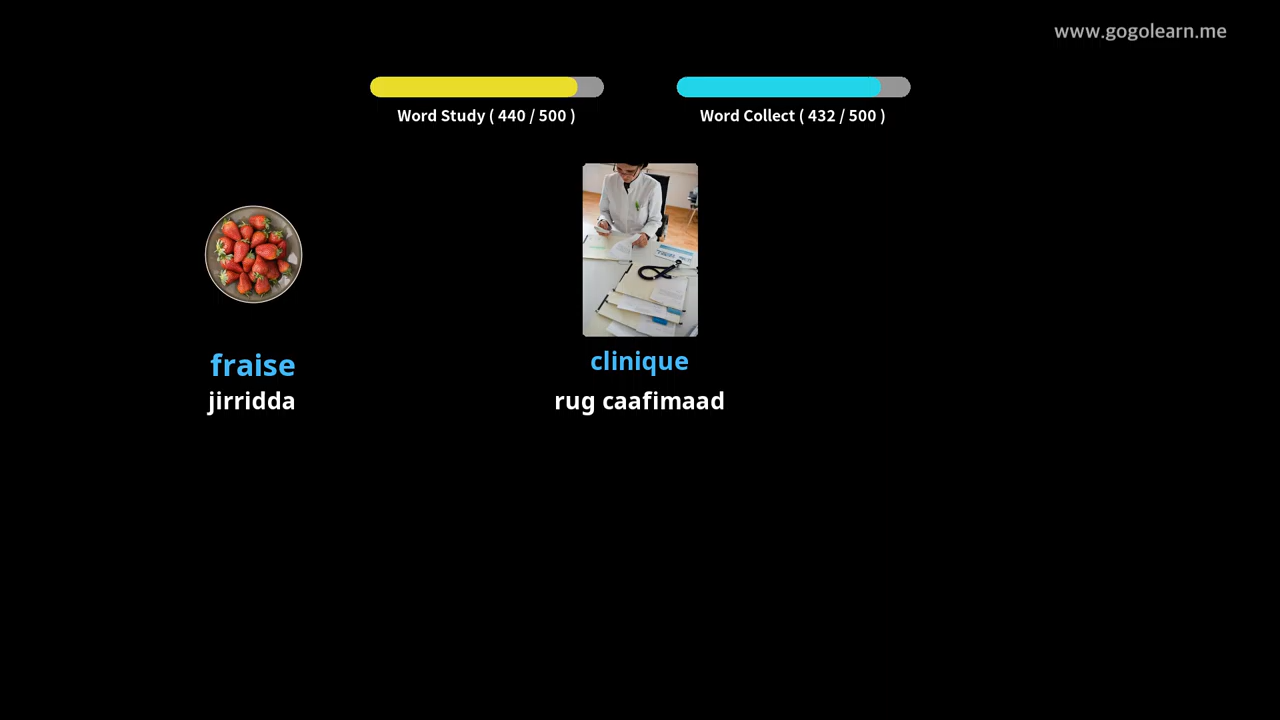 www.gogolearn.me
Word Study ( 440 / 500 )
Word Collect ( 432 / 500 )
fraise
jirridda
clinique
rug caafimaad